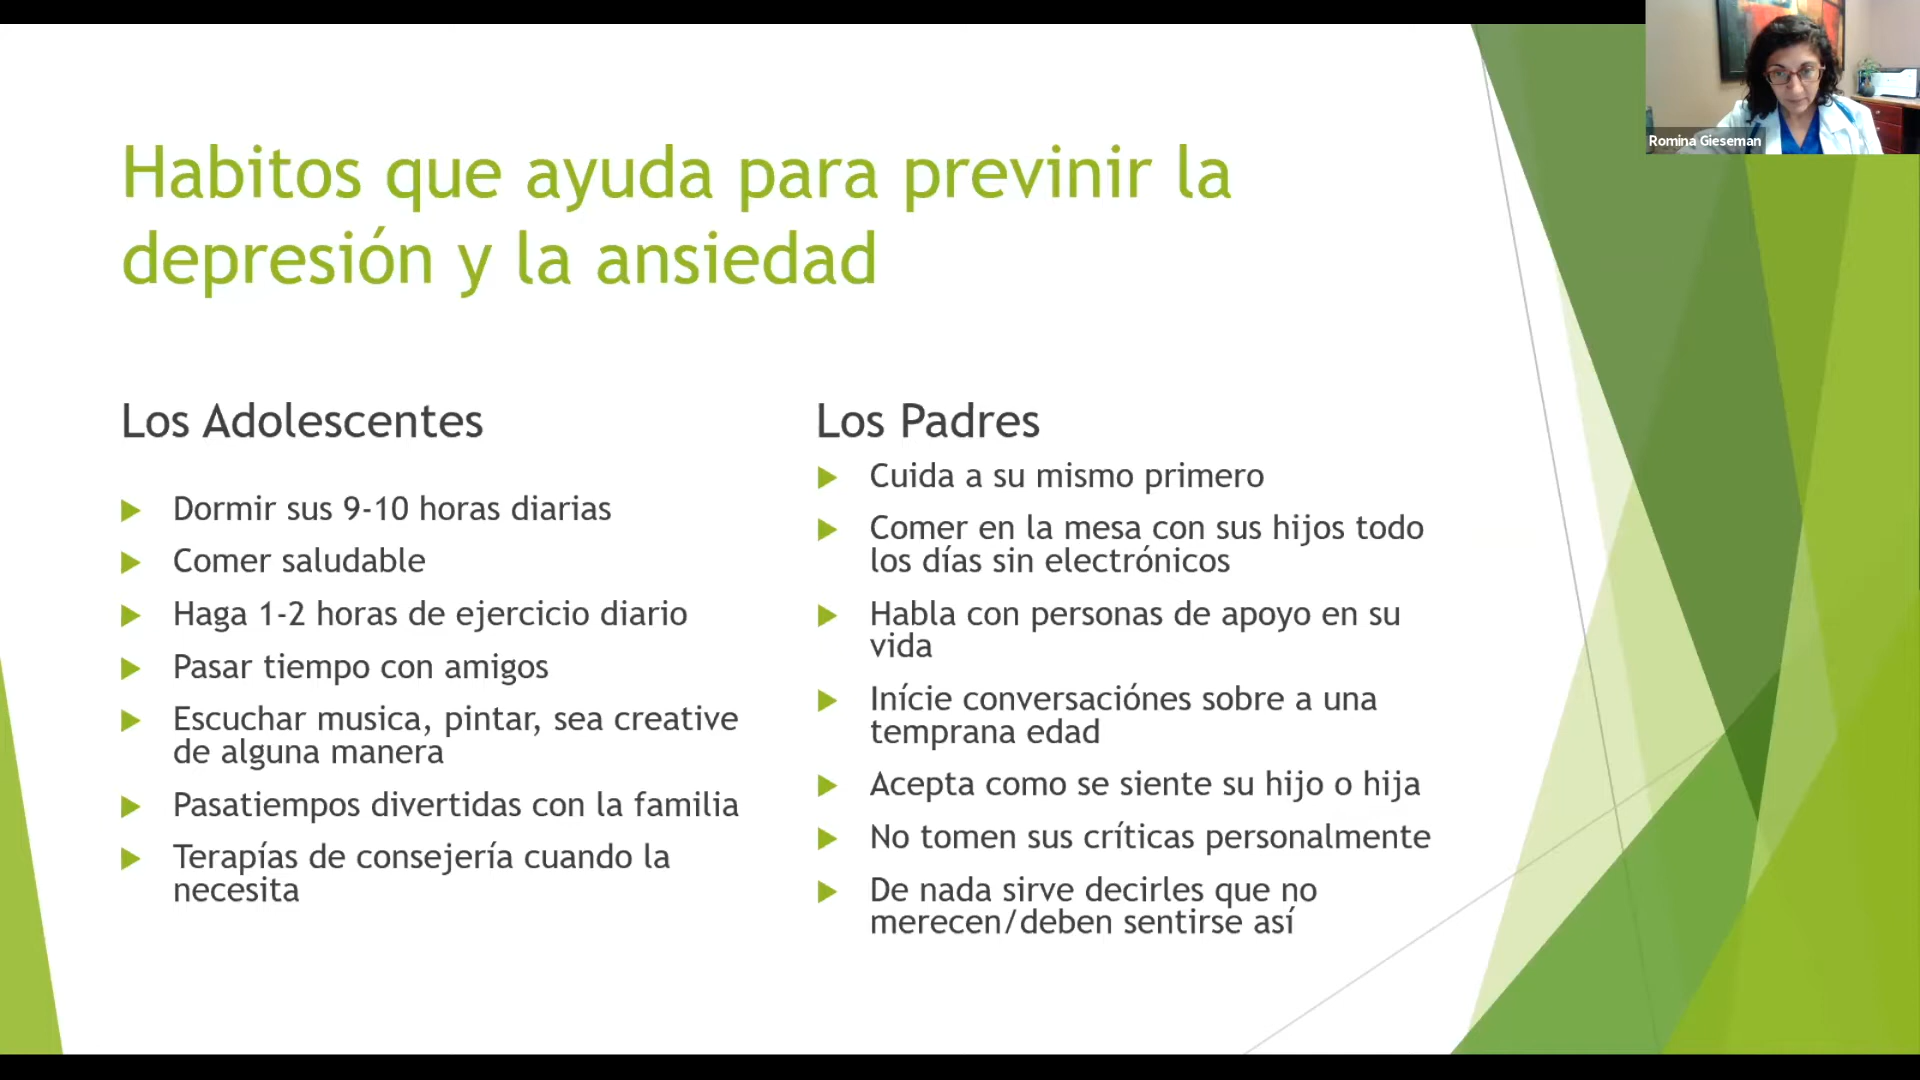 Romina Gieseman
Habitos que ayuda para previnir la
depresión y la ansiedad
Los Adolescentes
Dormir sus 9-10 horas diarias
Comer saludable
Haga 1-2 horas de ejercicio diario
Pasar tiempo con amigos
Escuchar musica, pintar, sea creative
de alguna manera
Pasatiempos divertidas con la familia
Terapías de consejería cuando la
necesita
Los Padres
Cuida a su mismo primero
Comer en la mesa con sus hijos todo
los días sin electrónicos
Habla con personas de apoyo en su
vida
Inície conversaciónes sobre a una
temprana edad
Acepta como se siente su hijo o hija
No tomen sus críticas personalmente
De nada sirve decirles que no
merecen/deben sentirse así